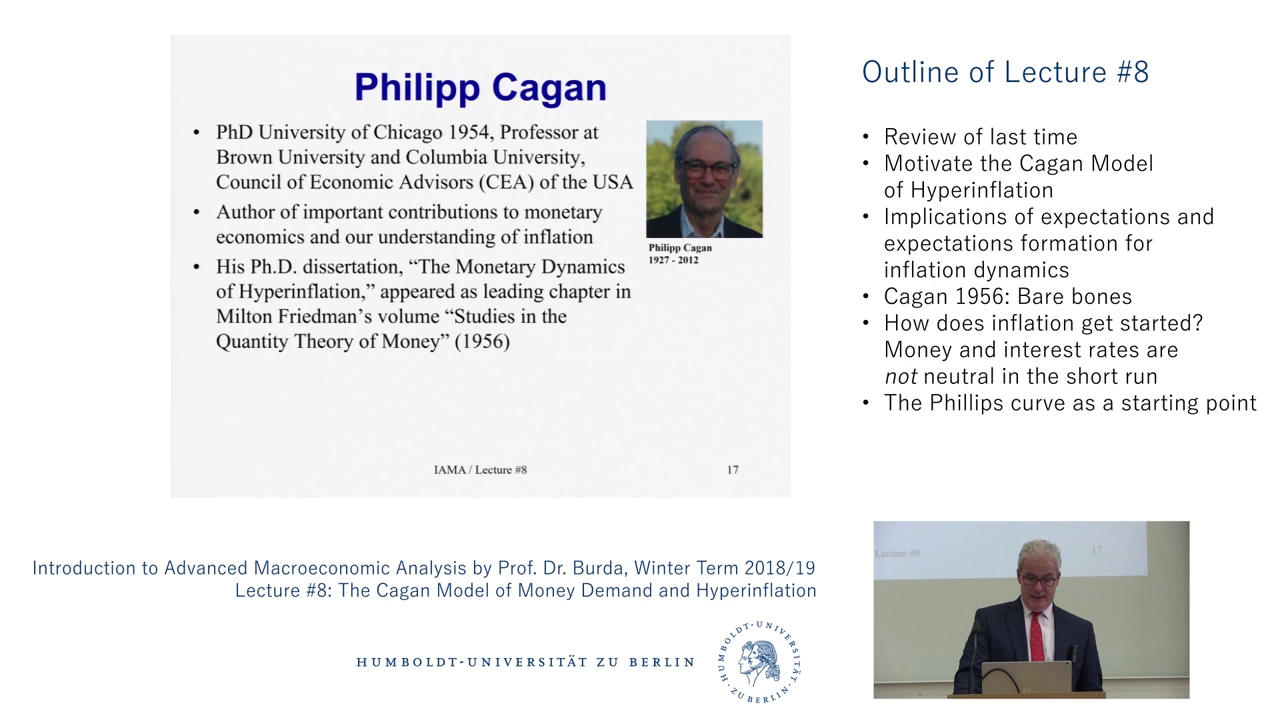 Philipp Cagan
• PhD University of Chicago 1954, Professor at
Brown University and Columbia University,
Council of Economic Advisors (CEA) of the USA
• Author of important contributions to monetary
economics and our understanding of inflation
• His Ph.D. dissertation, “The Monetary Dynamics
of Hyperinflation,” appeared as leading chapter in
Milton Friedman’s volume “Studies in the
Quantity Theory of Money” (1956)
Philipp Cagan
1927 - 2012
IAMA / Lecture #8
17
Outline of Lecture #8
• Review of last time
• Motivate the Cagan Model
of Hyperinflation
• Implications of expectations and
expectations formation for
inflation dynamics
• Cagan 1956: Bare bones
• How does inflation get started?
Money and interest rates are
not neutral in the short run
• The Phillips curve as a starting point
Lecture #8
17
Introduction to Advanced Macroeconomic Analysis by Prof. Dr. Burda, Winter Term 2018/19
Lecture #8: The Cagan Model of Money Demand and Hyperinflation
HUMBOLDT-UNIVERSITÄT ZU BERLIN
HUMBOLDT-UNIVERSITÄT
ZU BERLIN